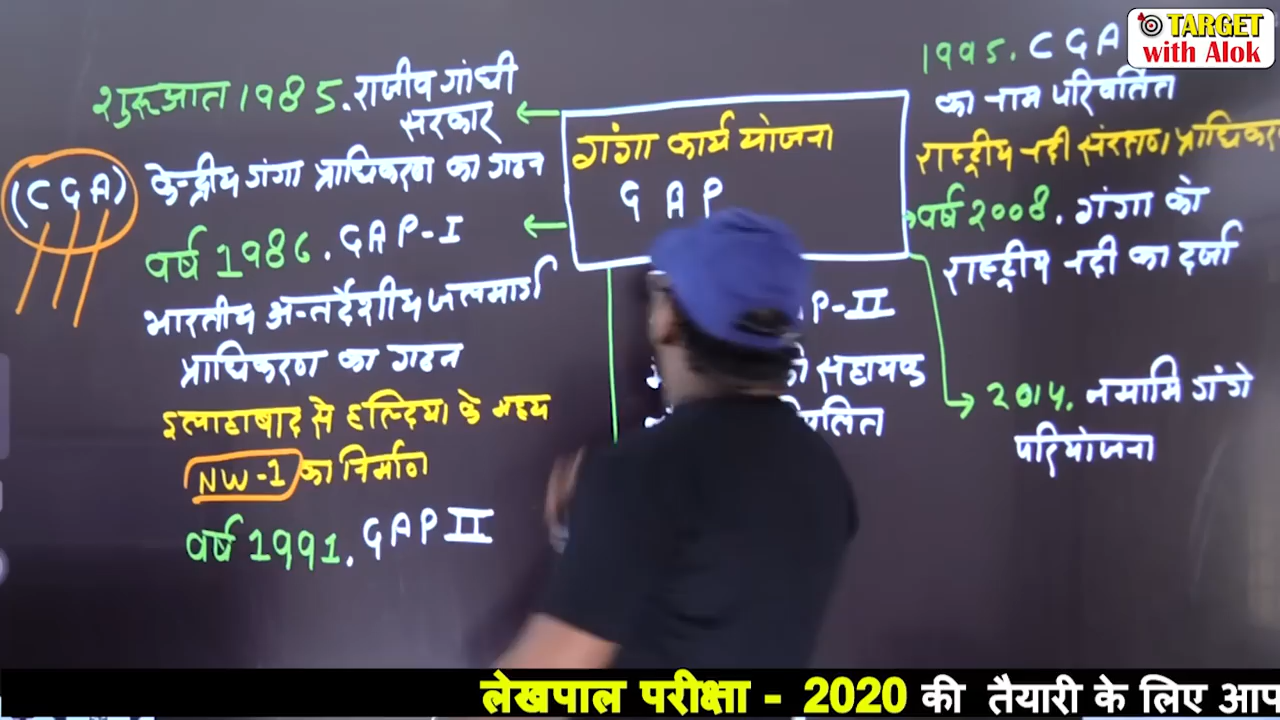 TARGET
with Alok
शुरूआत 1985. राजीव गांधी
सरकार
(CGA) केन्द्रीय गंगा प्राधिकरण का गठन
वर्ष 1986. GAP-I
भारतीय अन्तर्देशीय जलमार्ग
प्राधिकरण का गठन
इलाहाबाद से हल्दिया के मध्य
NW-1 का निर्माण
वर्ष 1991. GAP II
गंगा कार्य योजना
GAP
P-II
सहायक
1995. CGA
का नाम परिवर्तित
राष्ट्रीय नदी संरक्षण
वर्ष 2008. गंगा को
राष्ट्रीय नदी का दर्जा
2014. नमामि गंगे
परियोजना
लेखपाल परीक्षा - 2020 की तैयारी के लिए आप